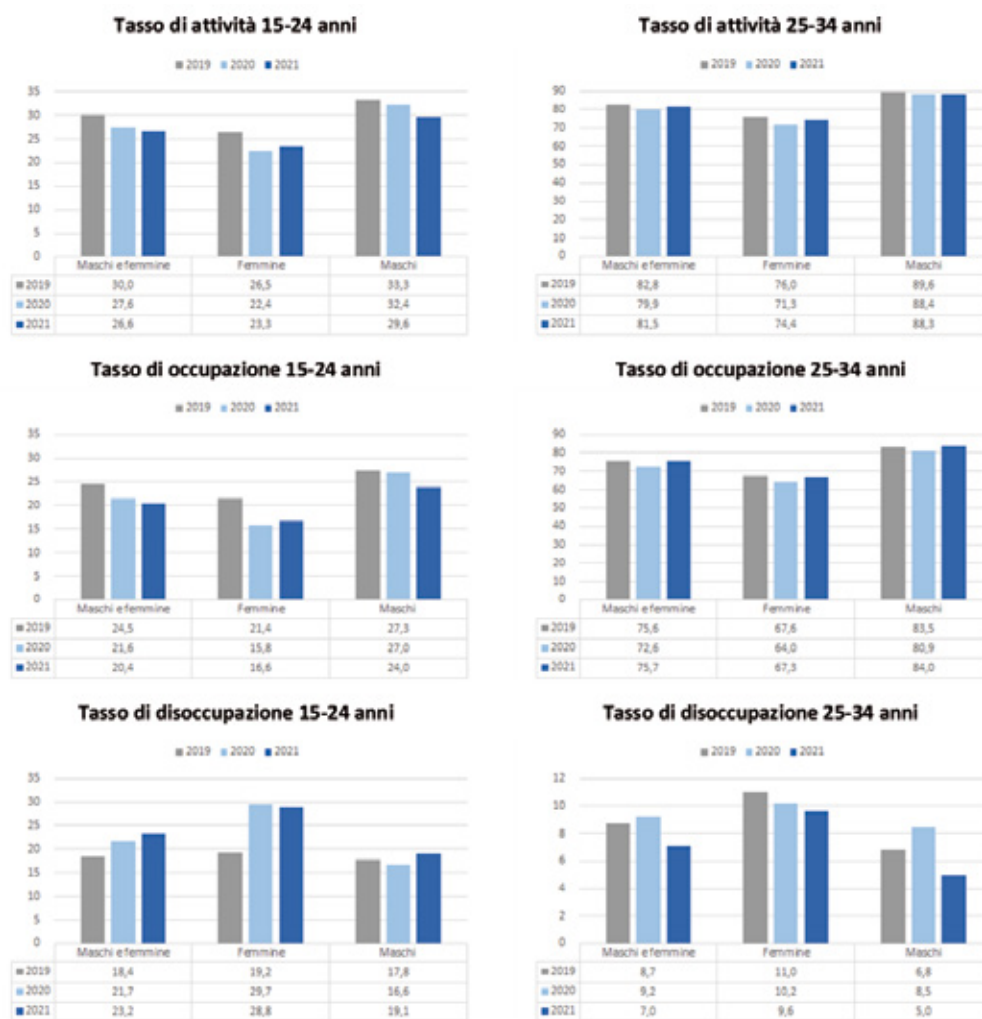 Tasso di attività 15-24 anni
2019 2020 2021
35
30
25
20
15
10
5
0
Maschi e femmine Femmine Maschi
2019 30,0 26,5 33,3
2020 27,6 22,4 32,4
2021 26,6 23,3 29,6
Tasso di attività 25-34 anni
2019 2020 2021
90
80
70
60
50
40
30
20
10
0
Maschi e femmine Femmine Maschi
2019 82,8 76,0 89,6
2020 79,9 71,3 88,4
2021 81,5 74,4 88,3
Tasso di occupazione 15-24 anni
2019 2020 2021
35
30
25
20
15
10
5
0
Maschi e femmine Femmine Maschi
2019 24,5 21,4 27,3
2020 21,6 15,8 27,0
2021 20,4 16,6 24,0
Tasso di occupazione 25-34 anni
2019 2020 2021
90
80
70
60
50
40
30
20
10
0
Maschi e femmine Femmine Maschi
2019 75,6 67,6 83,5
2020 72,6 64,0 80,9
2021 75,7 67,3 84,0
Tasso di disoccupazione 15-24 anni
2019 2020 2021
35
30
25
20
15
10
5
0
Maschi e femmine Femmine Maschi
2019 18,4 19,2 17,8
2020 21,7 29,7 16,6
2021 23,2 28,8 19,1
Tasso di disoccupazione 25-34 anni
2019 2020 2021
12
10
8
6
4
2
0
Maschi e femmine Femmine Maschi
2019 8,7 11,0 6,8
2020 9,2 10,2 8,5
2021 7,0 9,6 5,0